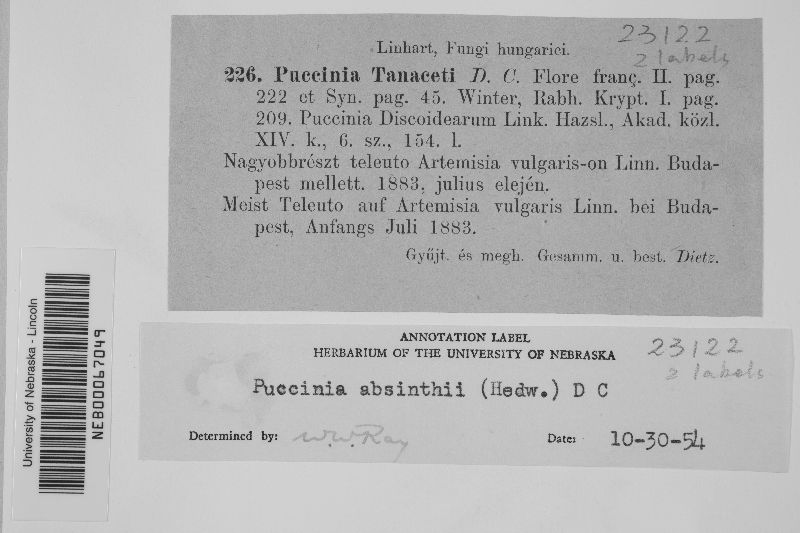 23122
2 labels
Linhart, Fungi hungarici.
226. Puccinia Tanaceti D. C. Flore franç. II. pag.
222 et Syn. pag. 45. Winter, Rabh. Krypt. I. pag.
209. Puccinia Discoidearum Link. Hazsl., Akad. közl.
XIV. k., 6. sz., 154. l.
Nagyobbrészt teleuto Artemisia vulgaris-on Linn. Buda-
pest mellett. 1883. julius elején.
Meist Teleuto auf Artemisia vulgaris Linn. bei Buda-
pest, Anfangs Juli 1883.
Gyűjt. és megh. Gesamm. u. best. Dietz.
University of Nebraska - Lincoln
NEB00067049
ANNOTATION LABEL
HERBARIUM OF THE UNIVERSITY OF NEBRASKA
23122
2 labels
Puccinia absinthii (Hedw.) D C
Determined by: W. W. Ray
Date: 10-30-54